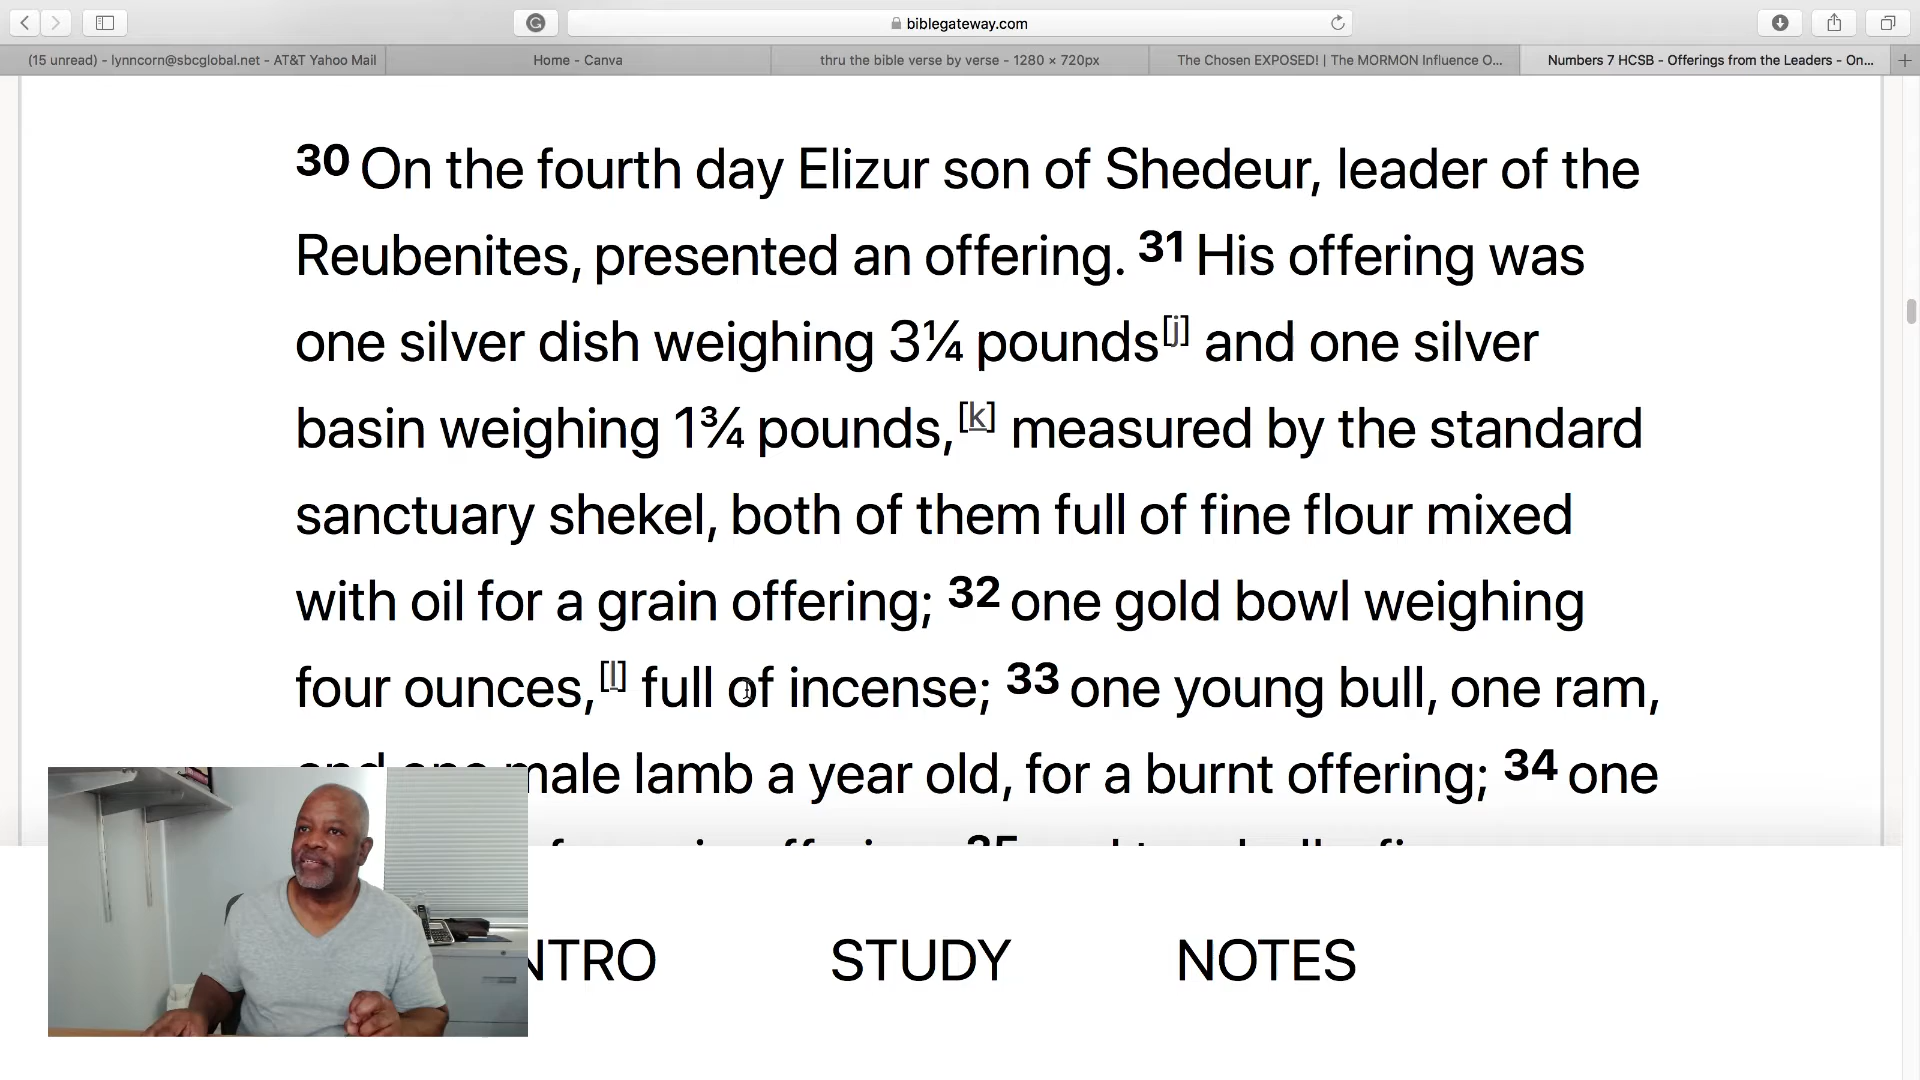 biblegateway.com
(15 unread) - lynncorn@sbcglobal.net - AT&T Yahoo Mail
Home - Canva
thru the bible verse by verse - 1280 × 720px
The Chosen EXPOSED! | The MORMON Influence O...
Numbers 7 HCSB - Offerings from the Leaders - On...
30 On the fourth day Elizur son of Shedeur, leader of the
Reubenites, presented an offering. 31 His offering was
one silver dish weighing 3¼ pounds[j] and one silver
basin weighing 1¾ pounds,[k] measured by the standard
sanctuary shekel, both of them full of fine flour mixed
with oil for a grain offering; 32 one gold bowl weighing
four ounces,[l] full of incense; 33 one young bull, one ram,
and one male lamb a year old, for a burnt offering; 34 one
NTRO STUDY NOTES